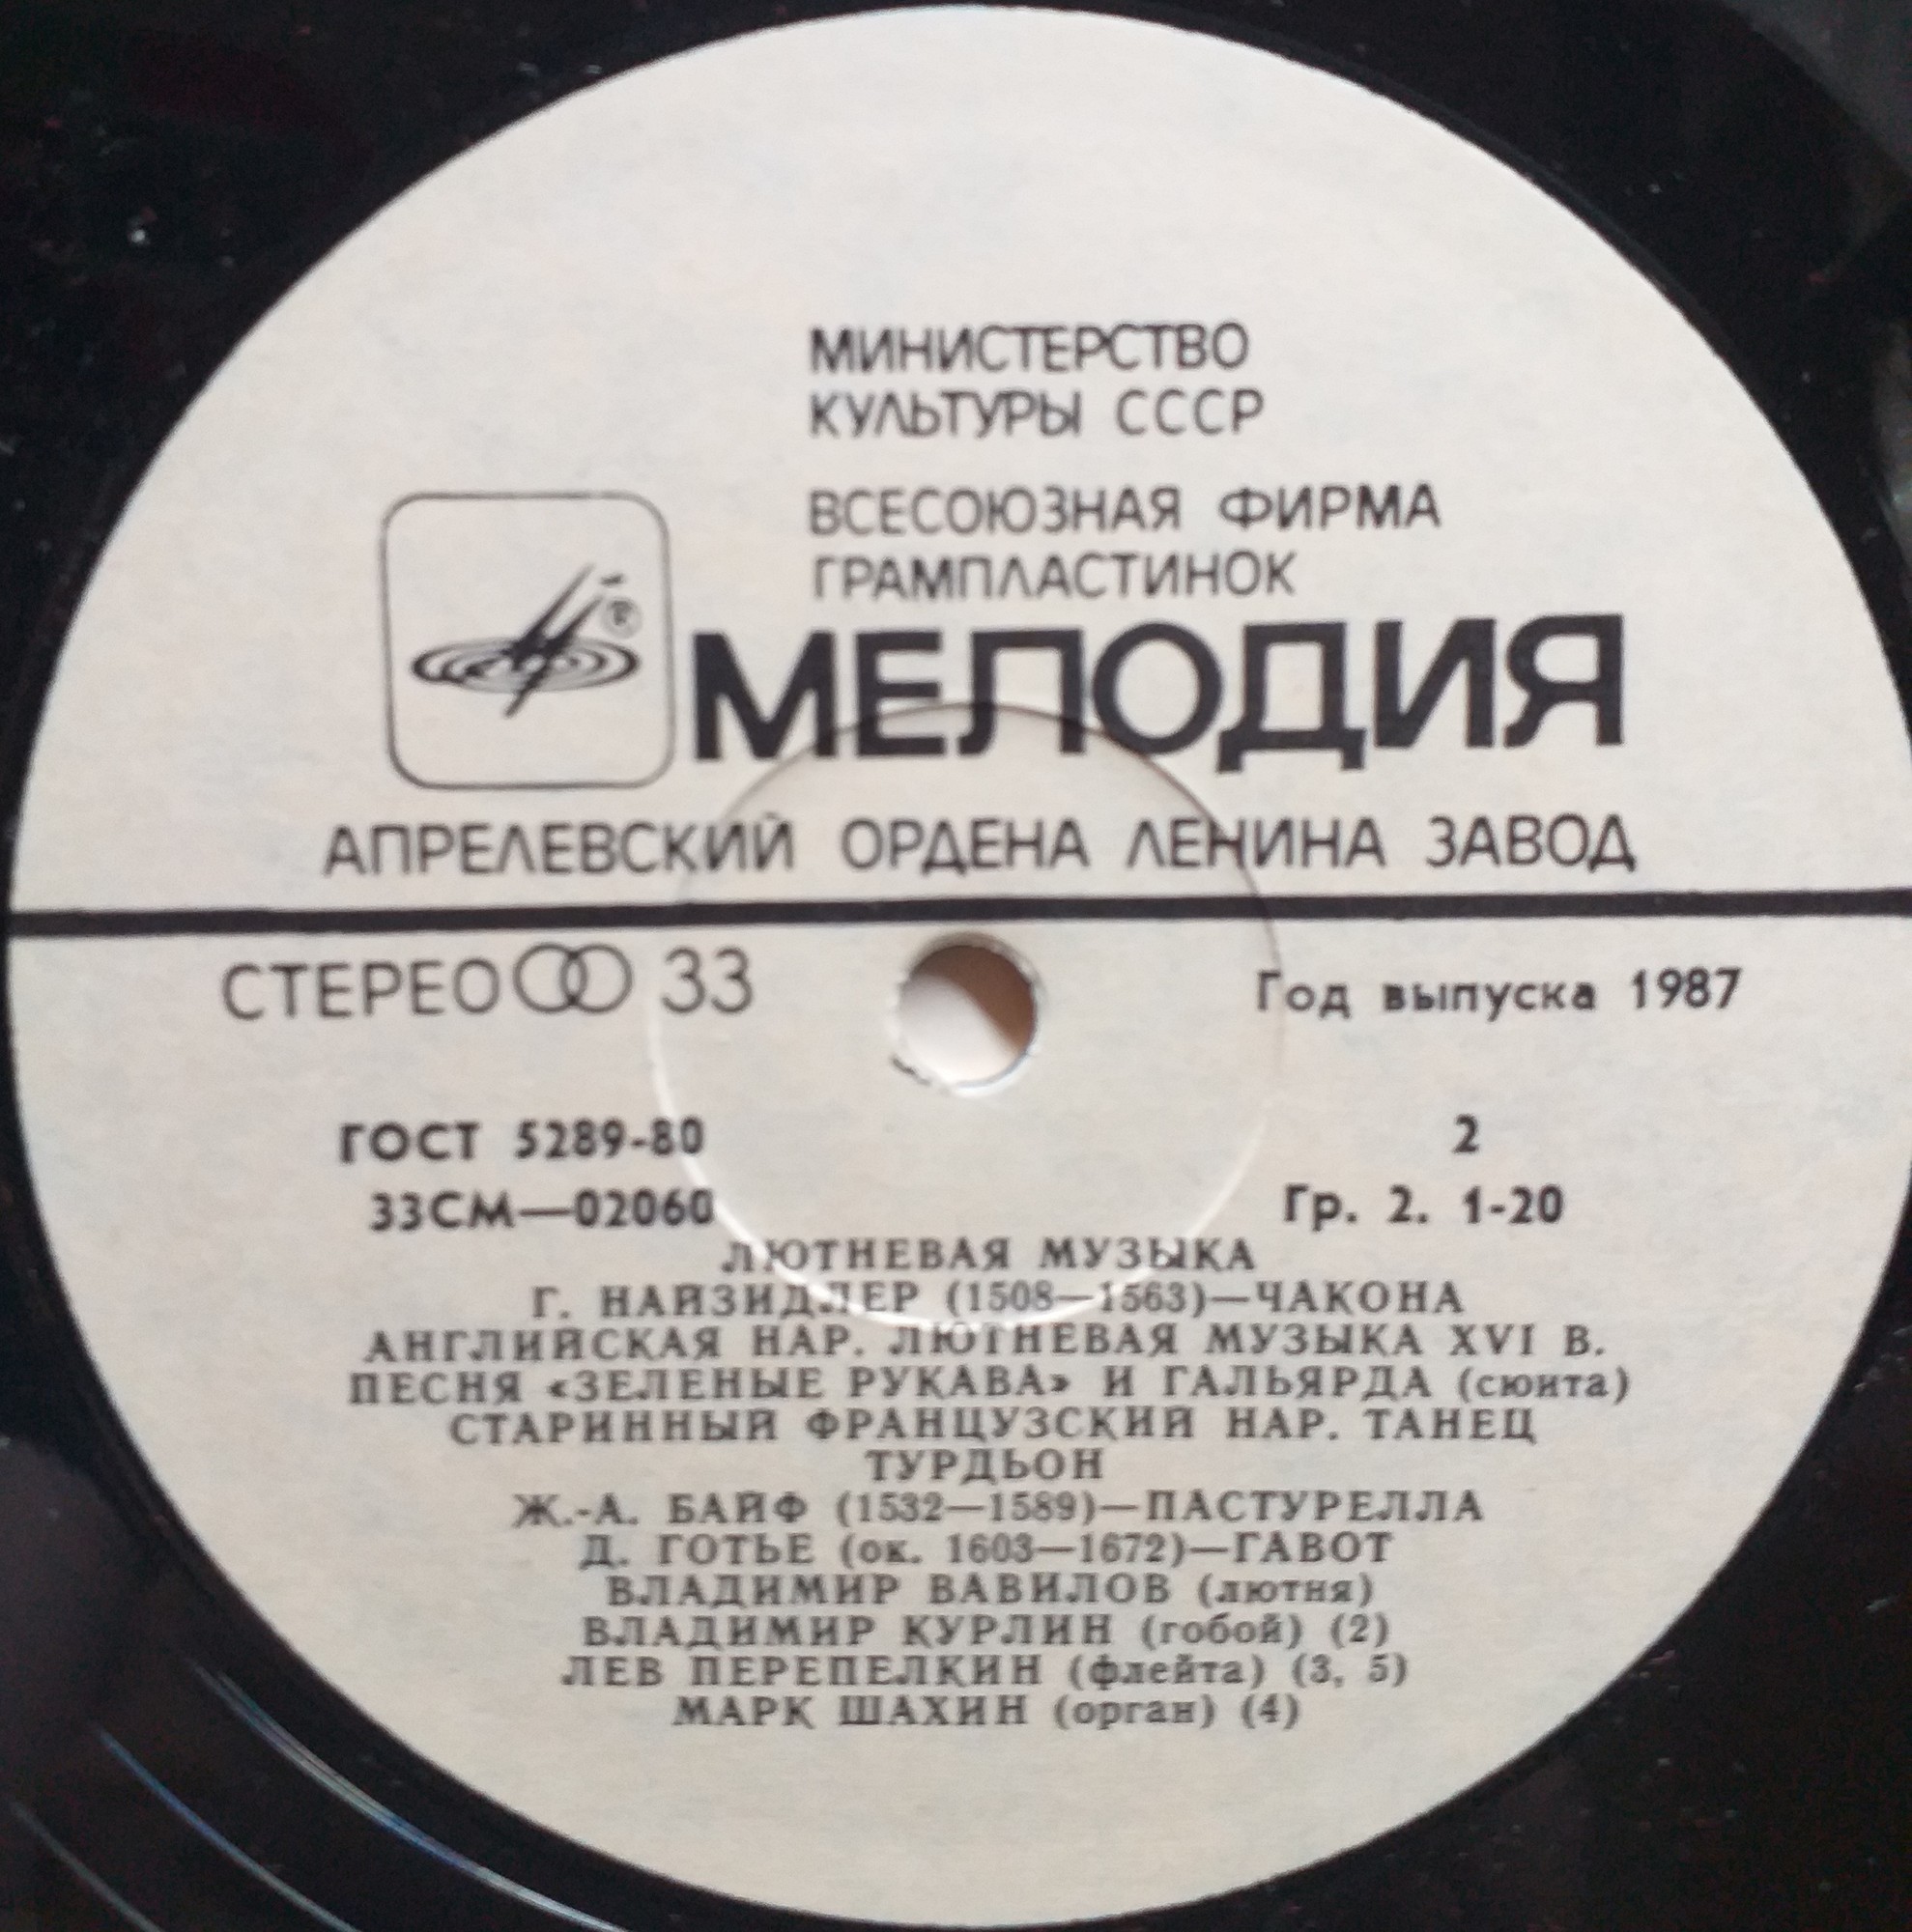 МИНИСТЕРСТВО
КУЛЬТУРЫ СССР
ВСЕСОЮЗНАЯ ФИРМА
ГРАМПЛАСТИНОК
®
МЕЛОДИЯ
АПРЕЛЕВСКИЙ ОРДЕНА ЛЕНИНА ЗАВОД
СТЕРЕО 33
Год выпуска 1987
ГОСТ 5289-80
2
33СМ—02060
Гр. 2. 1-20
ЛЮТНЕВАЯ МУЗЫКА
Г. НАЙЗИДЛЕР (1508—1563)—ЧАКОНА
АНГЛИЙСКАЯ НАР. ЛЮТНЕВАЯ МУЗЫКА XVI В.
ПЕСНЯ «ЗЕЛЕНЫЕ РУКАВА» И ГАЛЬЯРДА (сюита)
СТАРИННЫЙ ФРАНЦУЗСКИЙ НАР. ТАНЕЦ
ТУРДЬОН
Ж.-А. БАЙФ (1532—1589)—ПАСТУРЕЛЛА
Д. ГОТЬЕ (ок. 1603—1672)—ГАВОТ
ВЛАДИМИР ВАВИЛОВ (лютня)
ВЛАДИМИР КУРЛИН (гобой) (2)
ЛЕВ ПЕРЕПЕЛКИН (флейта) (3, 5)
МАРК ШАХИН (орган) (4)